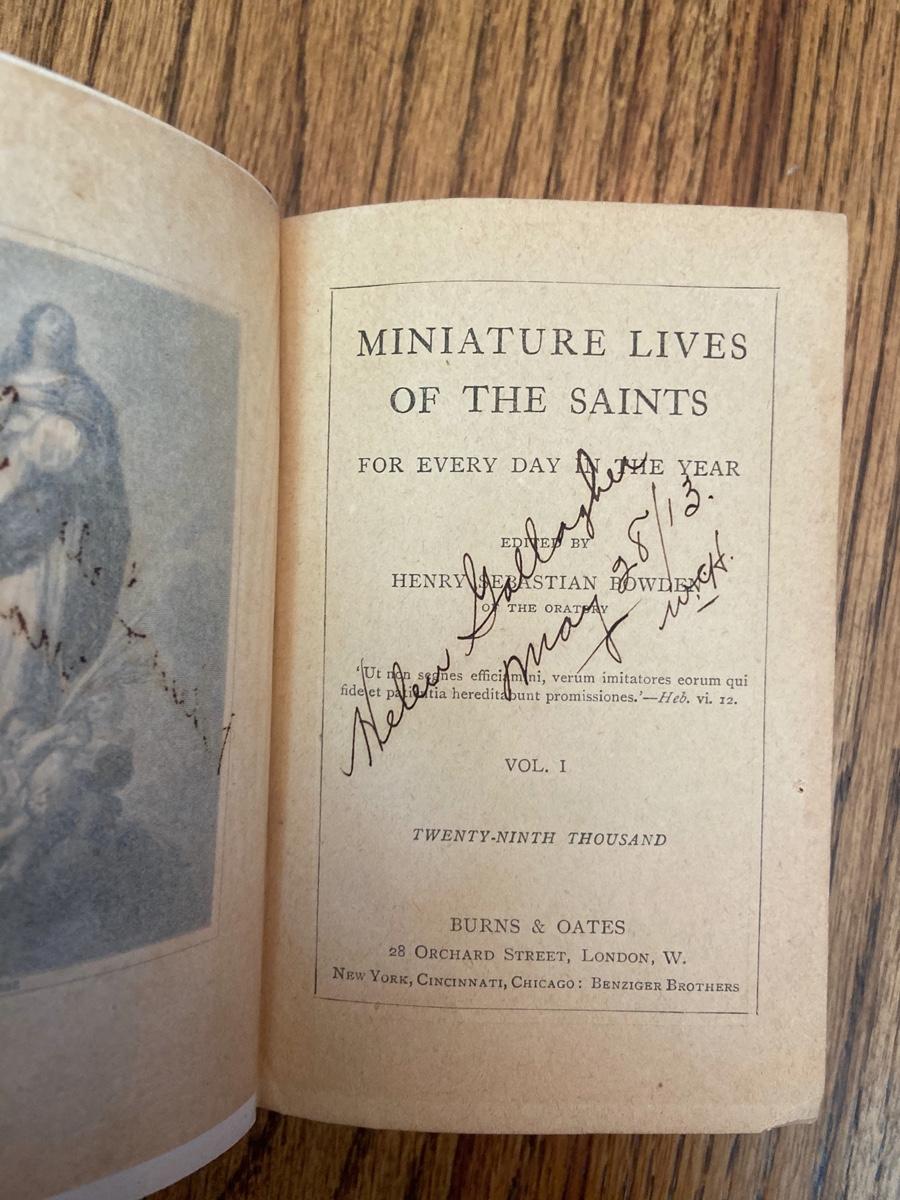 MINIATURE LIVES
OF THE SAINTS
FOR EVERY DAY IN THE YEAR
EDITED BY
HENRY SEBASTIAN BOWDEN
OF THE ORATORY
'Ut non segnes efficiamini, verum imitatores eorum qui
fide et patientia hereditabunt promissiones.'—Heb. vi. 12.
VOL. I
TWENTY-NINTH THOUSAND
BURNS & OATES
28 ORCHARD STREET, LONDON, W.
NEW YORK, CINCINNATI, CHICAGO: BENZIGER BROTHERS
Helen Gallagher
May 28/13.